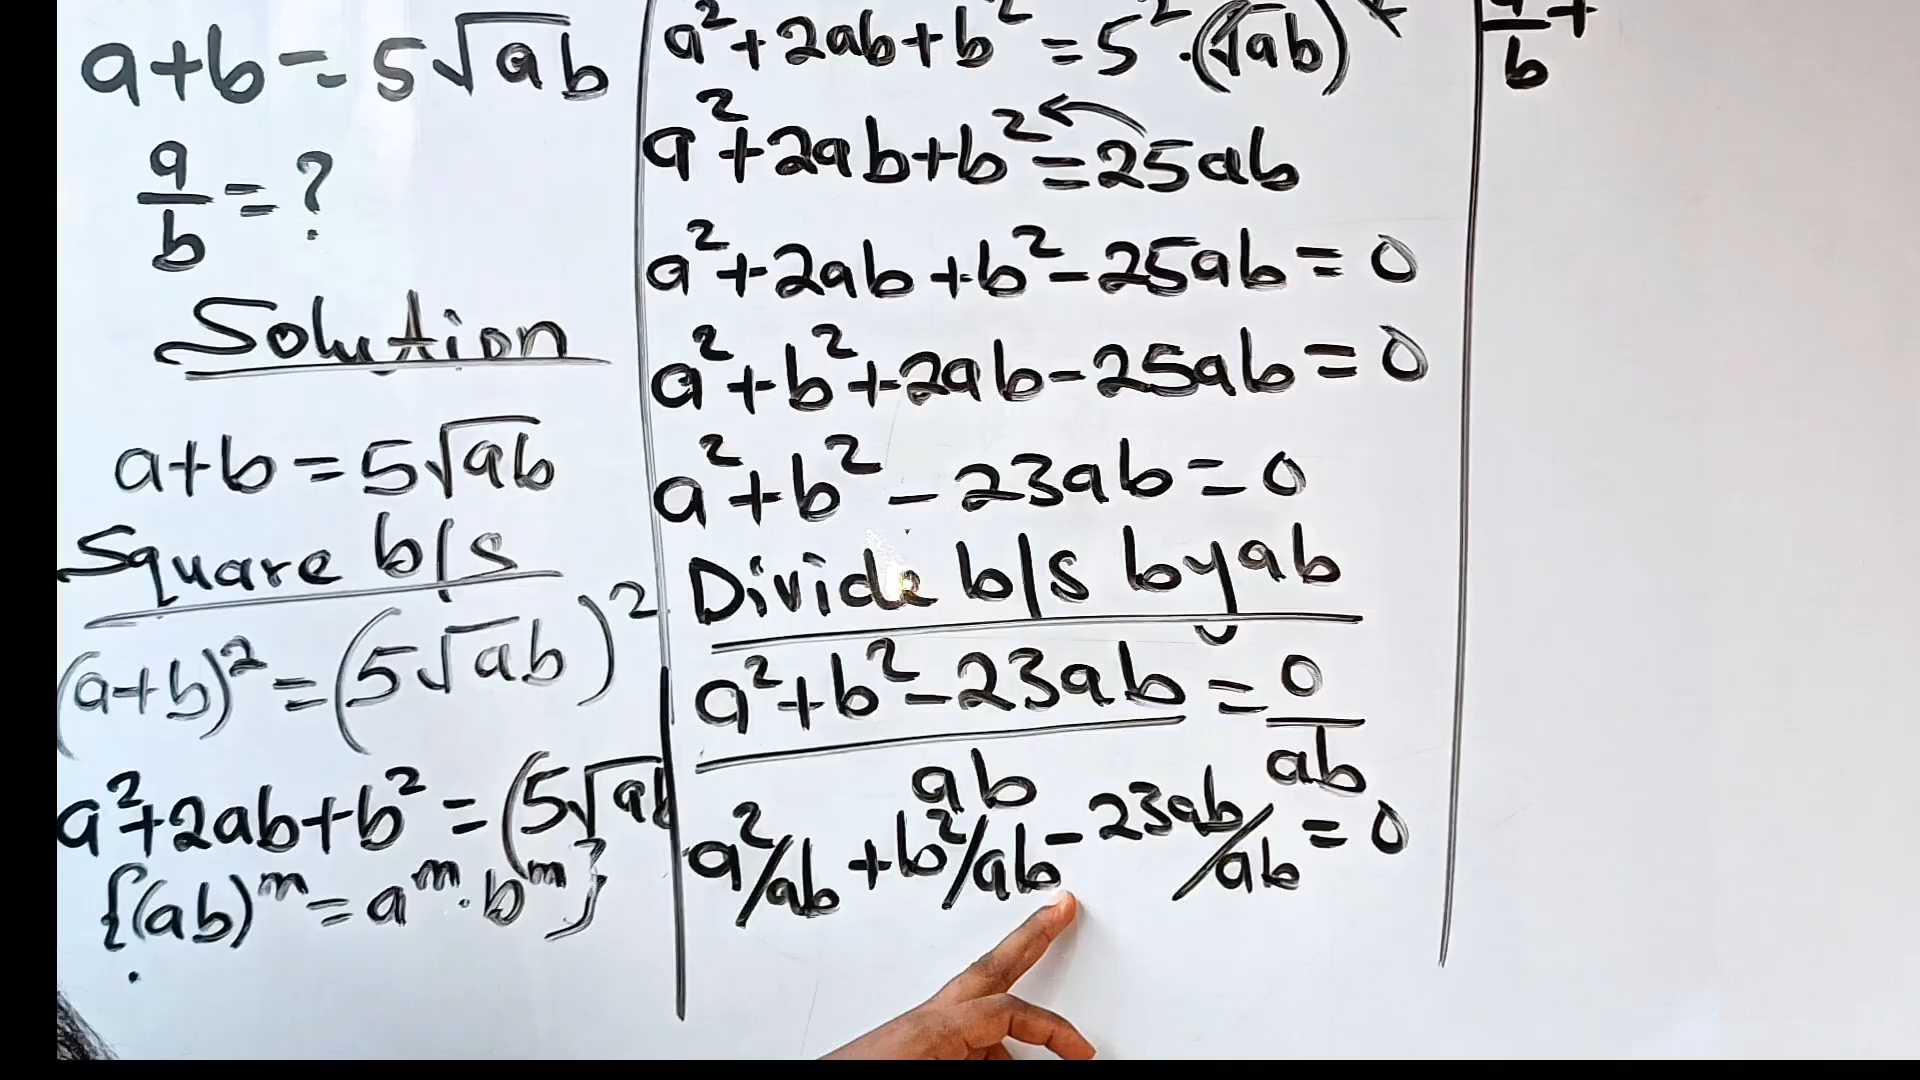 a+b=5√ab
a/b=?
Solution
a+b=5√ab
Square b/s
(a+b)²=(5√ab)²
a²+2ab+b²=(5√ab
{(ab)ᵐ=aᵐ.bᵐ}
a²+2ab+b²=5².(√ab)²
a²+2ab+b²=25ab
a²+2ab+b²-25ab=0
a²+b²+2ab-25ab=0
a²+b²-23ab=0
Divide b/s by ab
(a²+b²-23ab)/ab=0/ab
a²/ab+b²/ab-23ab/ab=0
a/b+